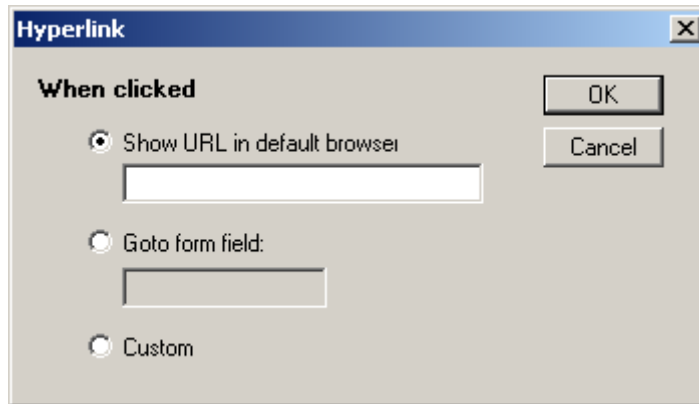 Hyperlink
When clicked
OK
Show URL in default browser
Cancel
Goto form field:
Custom